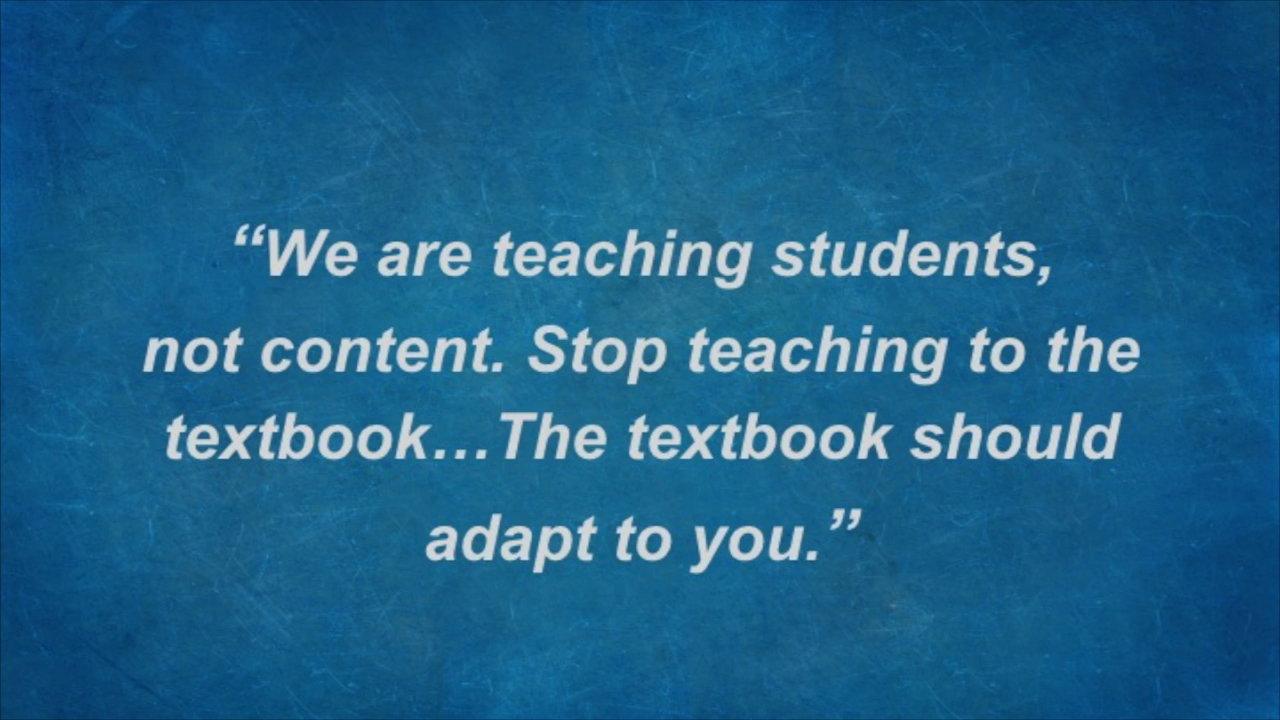 “We are teaching students,
not content. Stop teaching to the
textbook…The textbook should
adapt to you.”